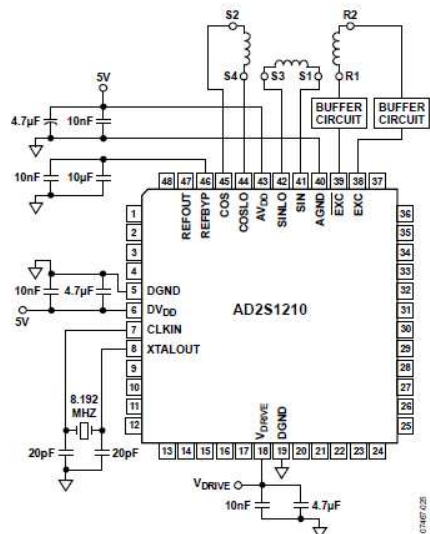 S2
R2
S4
S3
S1
R1
5V
BUFFER
CIRCUIT
BUFFER
CIRCUIT
4.7µF
10nF
10nF
10µF
48 47 46 45 44 43 42 41 40 39 38 37
REFOUT
REFBYP
COS
COSLO
AVDD
SINLO
SIN
AGND
E̅X̅C̅
EXC
1
2
3
4
5 DGND
6 DVDD
7 CLKIN
8 XTALOUT
9
10
11
12
AD2S1210
36
35
34
33
32
31
30
29
28
27
26
25
10nF
4.7µF
5V
8.192
MHZ
20pF
20pF
VDRIVE
DGND
13 14 15 16 17 18 19 20 21 22 23 24
VDRIVE
10nF
4.7µF
07467-025